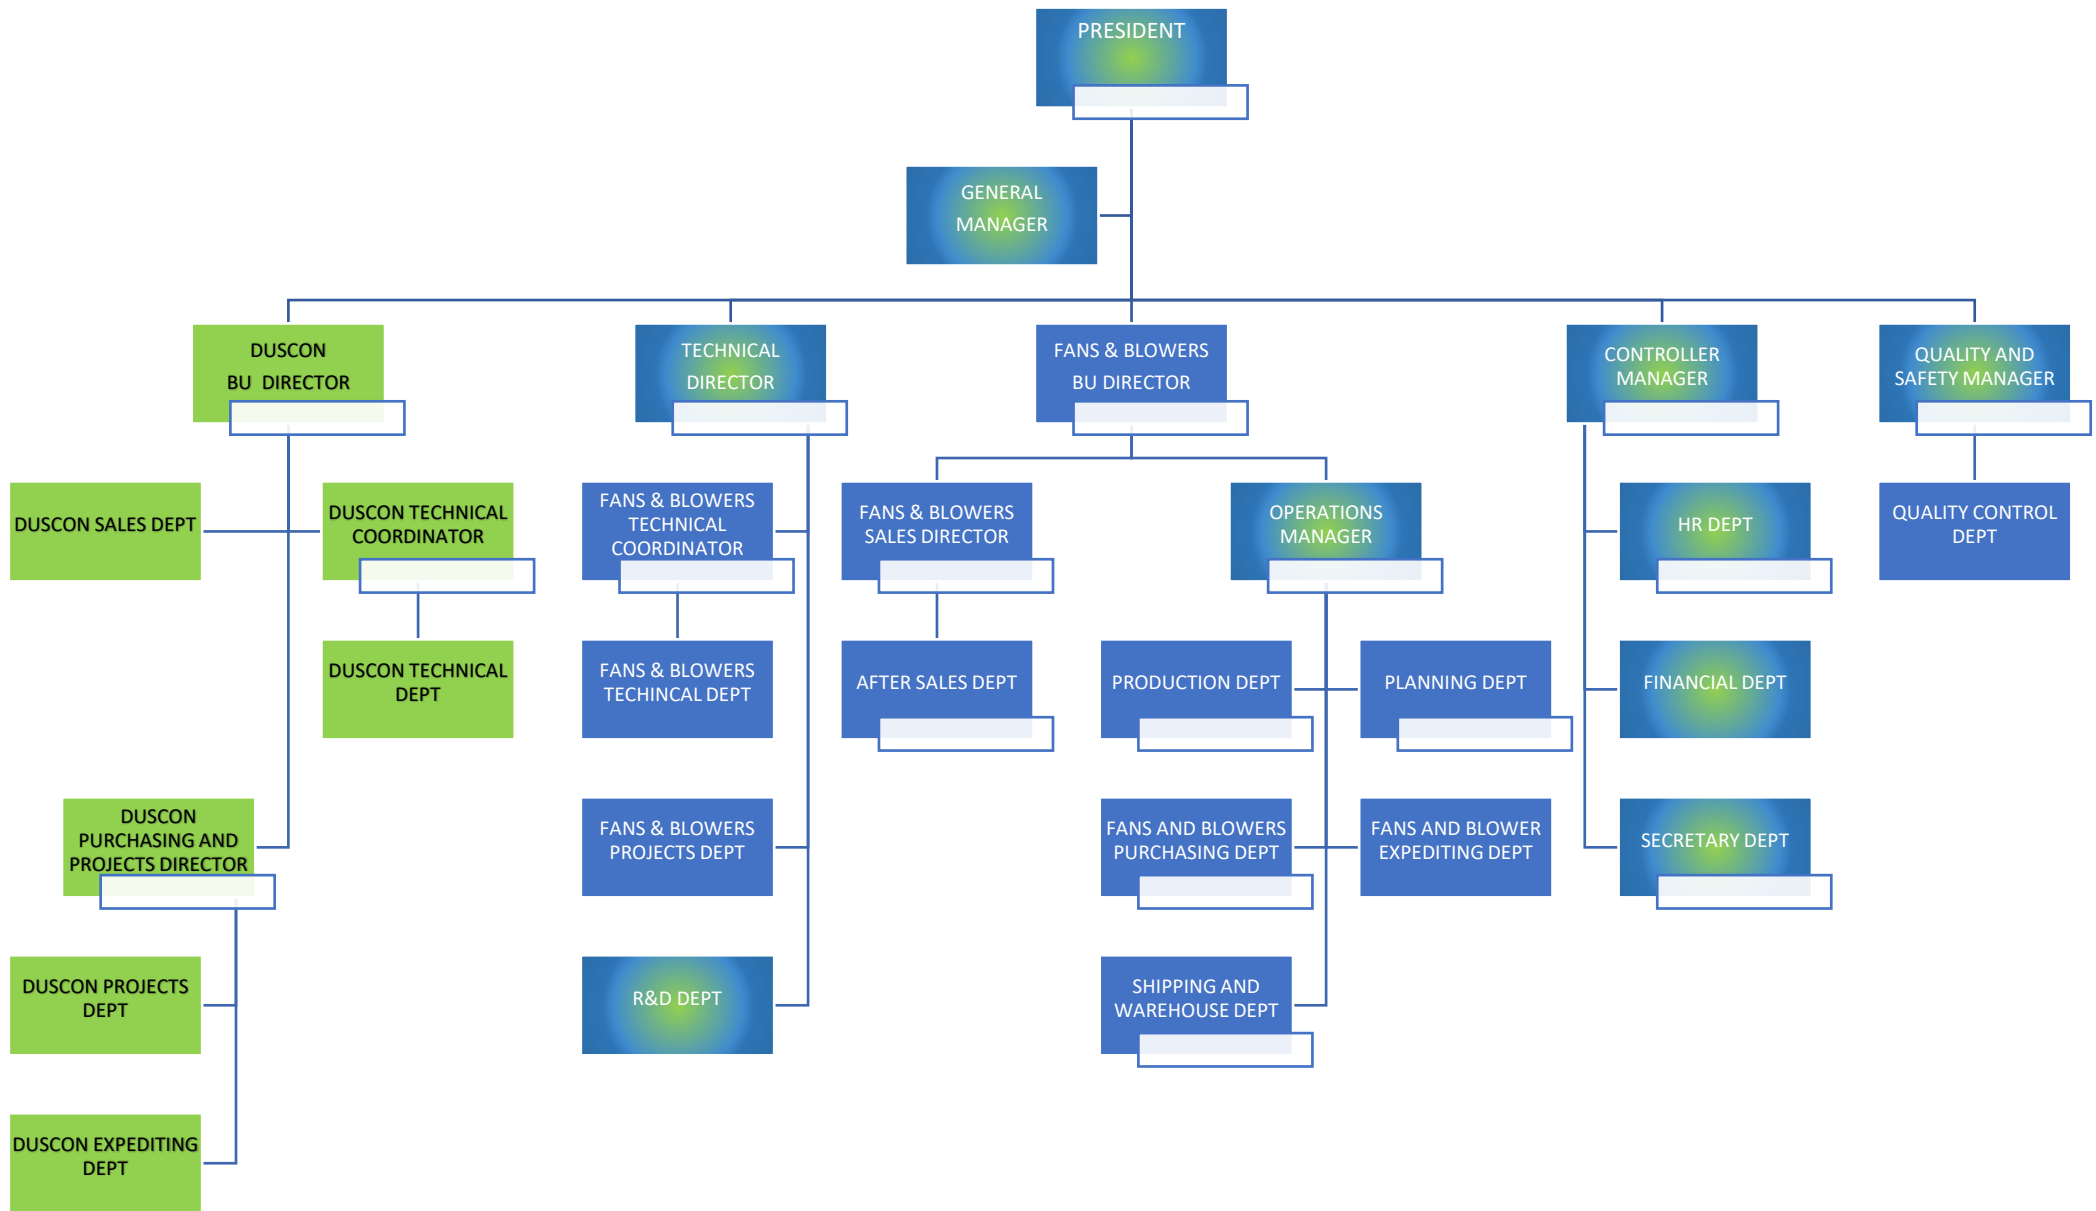 PRESIDENT
GENERAL
MANAGER
DUSCON
BU DIRECTOR
TECHNICAL
DIRECTOR
FANS & BLOWERS
BU DIRECTOR
CONTROLLER
MANAGER
QUALITY AND
SAFETY MANAGER
DUSCON SALES DEPT
DUSCON TECHNICAL
COORDINATOR
FANS & BLOWERS
TECHNICAL
COORDINATOR
FANS & BLOWERS
SALES DIRECTOR
OPERATIONS
MANAGER
HR DEPT
QUALITY CONTROL
DEPT
DUSCON TECHNICAL
DEPT
FANS & BLOWERS
TECHINCAL DEPT
AFTER SALES DEPT
PRODUCTION DEPT
PLANNING DEPT
FINANCIAL DEPT
DUSCON
PURCHASING AND
PROJECTS DIRECTOR
FANS & BLOWERS
PROJECTS DEPT
FANS AND BLOWERS
PURCHASING DEPT
FANS AND BLOWER
EXPEDITING DEPT
SECRETARY DEPT
DUSCON PROJECTS
DEPT
R&D DEPT
SHIPPING AND
WAREHOUSE DEPT
DUSCON EXPEDITING
DEPT